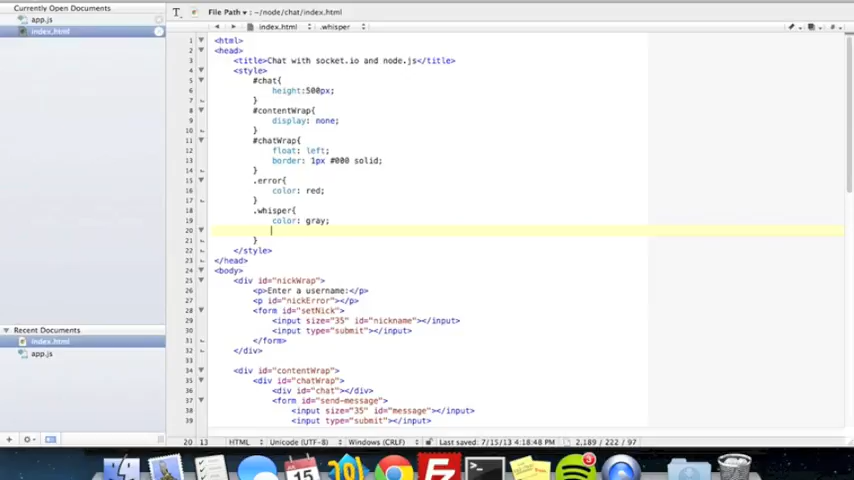 Currently Open Documents
app.js
index.html
Recent Documents
index.html
app.js
File Path ▾ : ~/node/chat/index.html
index.html
.whisper
1 <html>
2 <head>
3 <title>Chat with socket.io and node.js</title>
4 <style>
5 #chat{
6 height:500px;
7 }
8 #contentWrap{
9 display: none;
10 }
11 #chatWrap{
12 float: left;
13 border: 1px #000 solid;
14 }
15 .error{
16 color: red;
17 }
18 .whisper{
19 color: gray;
20
21 }
22 </style>
23 </head>
24 <body>
25 <div id="nickWrap">
26 <p>Enter a username:</p>
27 <p id="nickError"></p>
28 <form id="setNick">
29 <input size="35" id="nickname"></input>
30 <input type="submit"></input>
31 </form>
32 </div>
33
34 <div id="contentWrap">
35 <div id="chatWrap">
36 <div id="chat"></div>
37 <form id="send-message">
38 <input size="35" id="message"></input>
39 <input type="submit"></input>
20 13 HTML Unicode (UTF-8) Windows (CRLF) Last saved: 7/15/13 4:18:48 PM 2,189 / 222 / 97
15
3